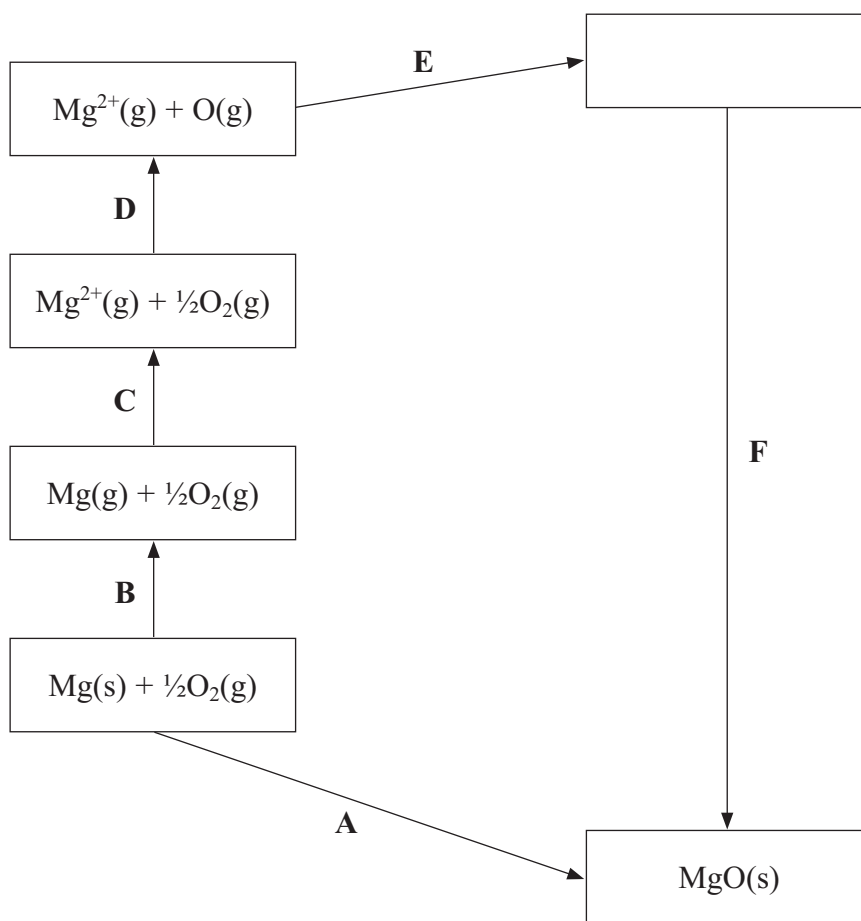 E
Mg²⁺(g) + O(g)
D
Mg²⁺(g) + ½O₂(g)
C
Mg(g) + ½O₂(g)
F
B
Mg(s) + ½O₂(g)
A
MgO(s)